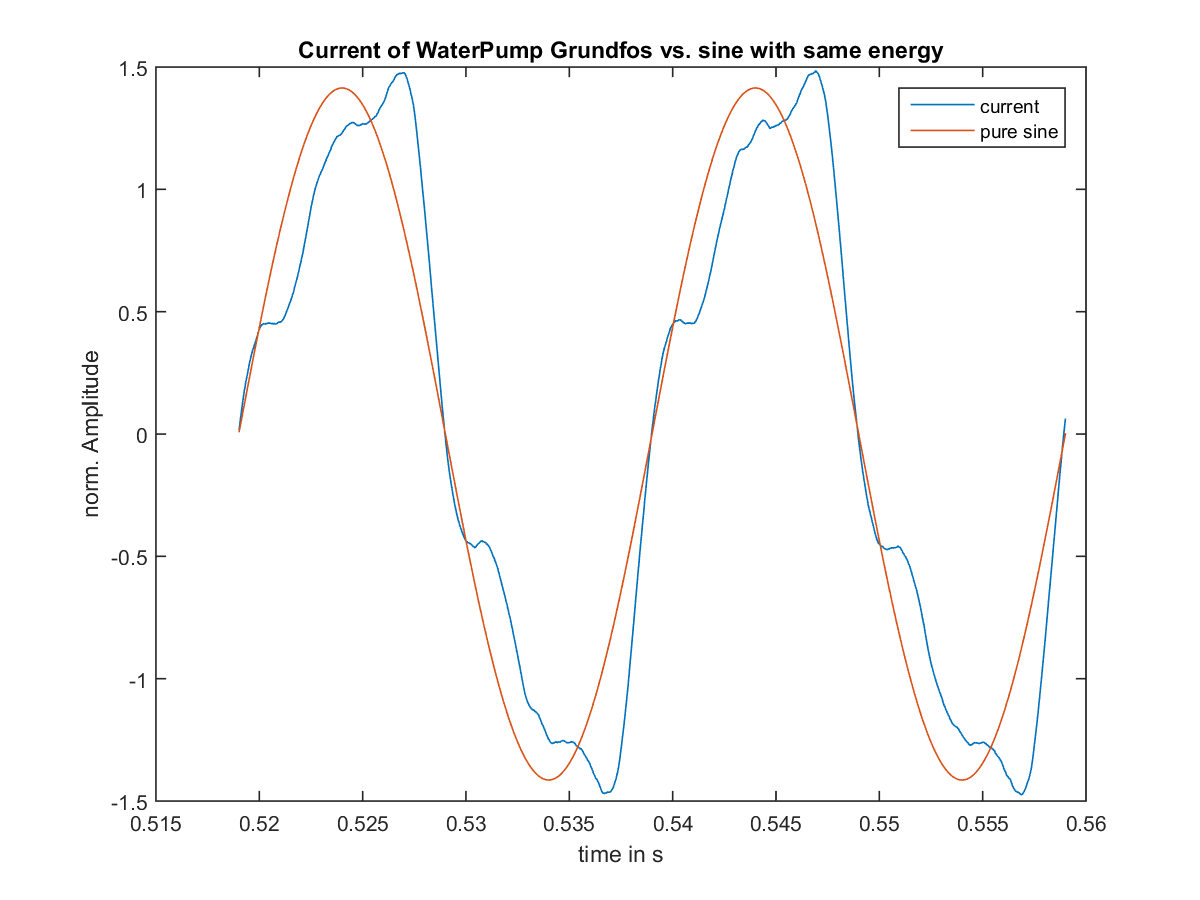 Current of WaterPump Grundfos vs. sine with same energy
1.5
1
0.5
0
-0.5
-1
-1.5
norm. Amplitude
current
pure sine
0.515 0.52 0.525 0.53 0.535 0.54 0.545 0.55 0.555 0.56
time in s